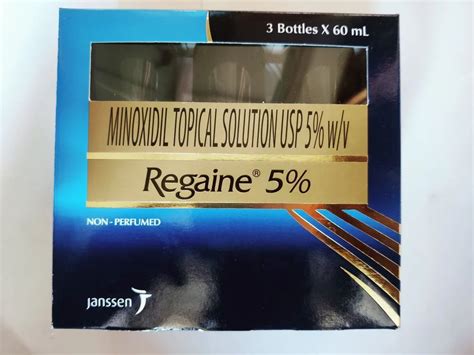 3 Bottles X 60 mL
MINOXIDIL TOPICAL SOLUTION USP 5% w/v
Regaine® 5%
NON - PERFUMED
janssen